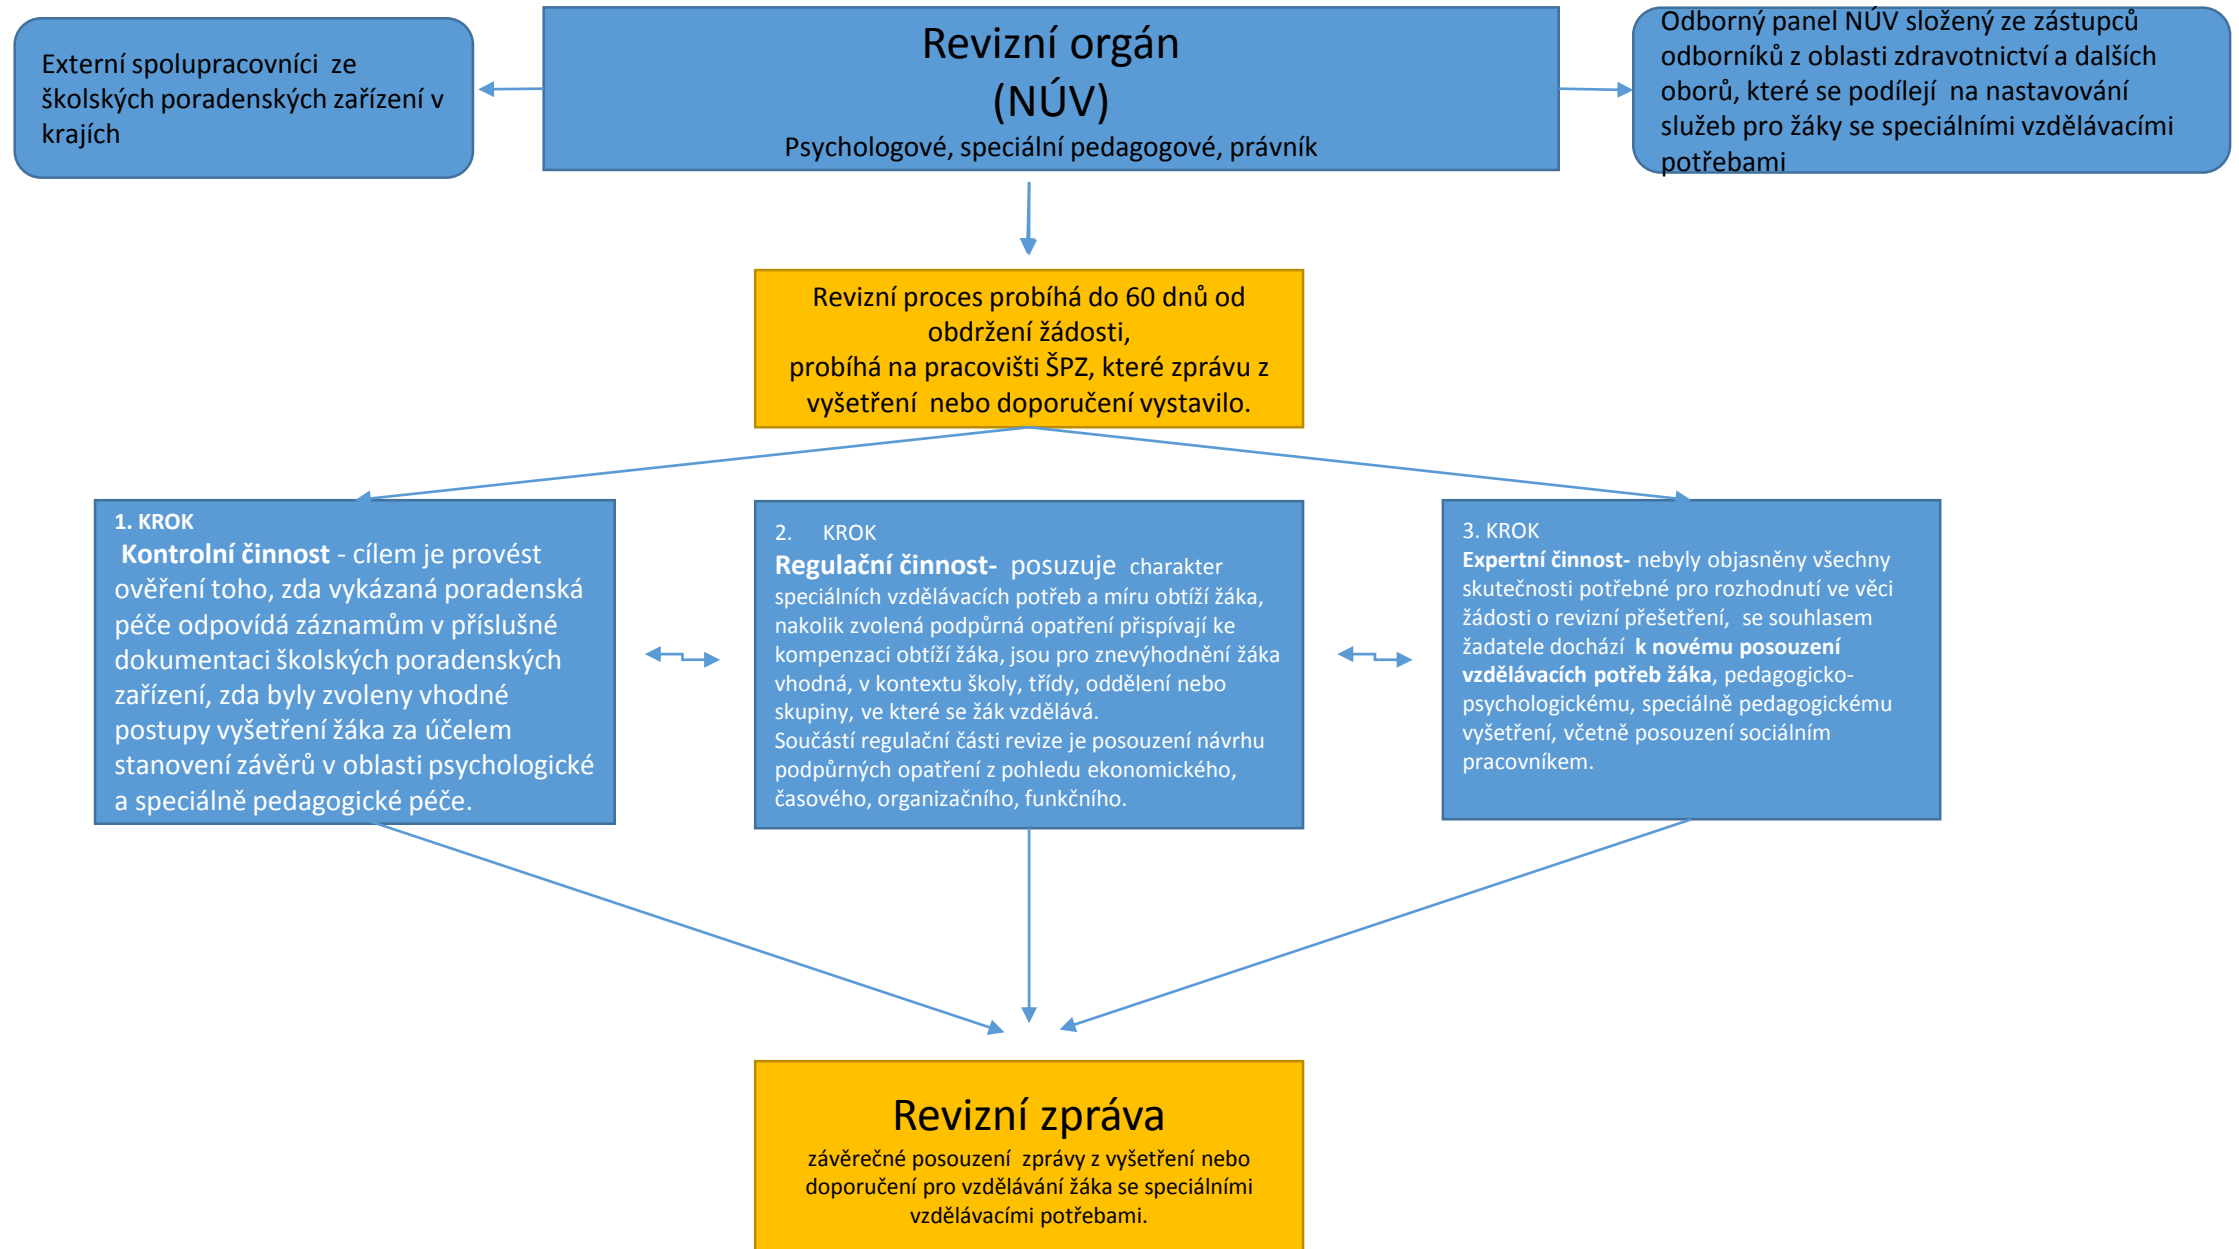 Externí spolupracovníci ze
školských poradenských zařízení v
krajích
Revizní orgán
(NÚV)
Psychologové, speciální pedagogové, právník
Odborný panel NÚV složený ze zástupců
odborníků z oblasti zdravotnictví a dalších
oborů, které se podílejí na nastavování
služeb pro žáky se speciálními vzdělávacími
potřebami
Revizní proces probíhá do 60 dnů od
obdržení žádosti,
probíhá na pracovišti ŠPZ, které zprávu z
vyšetření nebo doporučení vystavilo.
1. KROK
Kontrolní činnost - cílem je provést
ověření toho, zda vykázaná poradenská
péče odpovídá záznamům v příslušné
dokumentaci školských poradenských
zařízení, zda byly zvoleny vhodné
postupy vyšetření žáka za účelem
stanovení závěrů v oblasti psychologické
a speciálně pedagogické péče.
2. KROK
Regulační činnost- posuzuje charakter
speciálních vzdělávacích potřeb a míru obtíží žáka,
nakolik zvolená podpůrná opatření přispívají ke
kompenzaci obtíží žáka, jsou pro znevýhodnění žáka
vhodná, v kontextu školy, třídy, oddělení nebo
skupiny, ve které se žák vzdělává.
Součástí regulační části revize je posouzení návrhu
podpůrných opatření z pohledu ekonomického,
časového, organizačního, funkčního.
3. KROK
Expertní činnost- nebyly objasněny všechny
skutečnosti potřebné pro rozhodnutí ve věci
žádosti o revizní přešetření, se souhlasem
žadatele dochází k novému posouzení
vzdělávacích potřeb žáka, pedagogicko-
psychologickému, speciálně pedagogickému
vyšetření, včetně posouzení sociálním
pracovníkem.
Revizní zpráva
závěrečné posouzení zprávy z vyšetření nebo
doporučení pro vzdělávání žáka se speciálními
vzdělávacími potřebami.